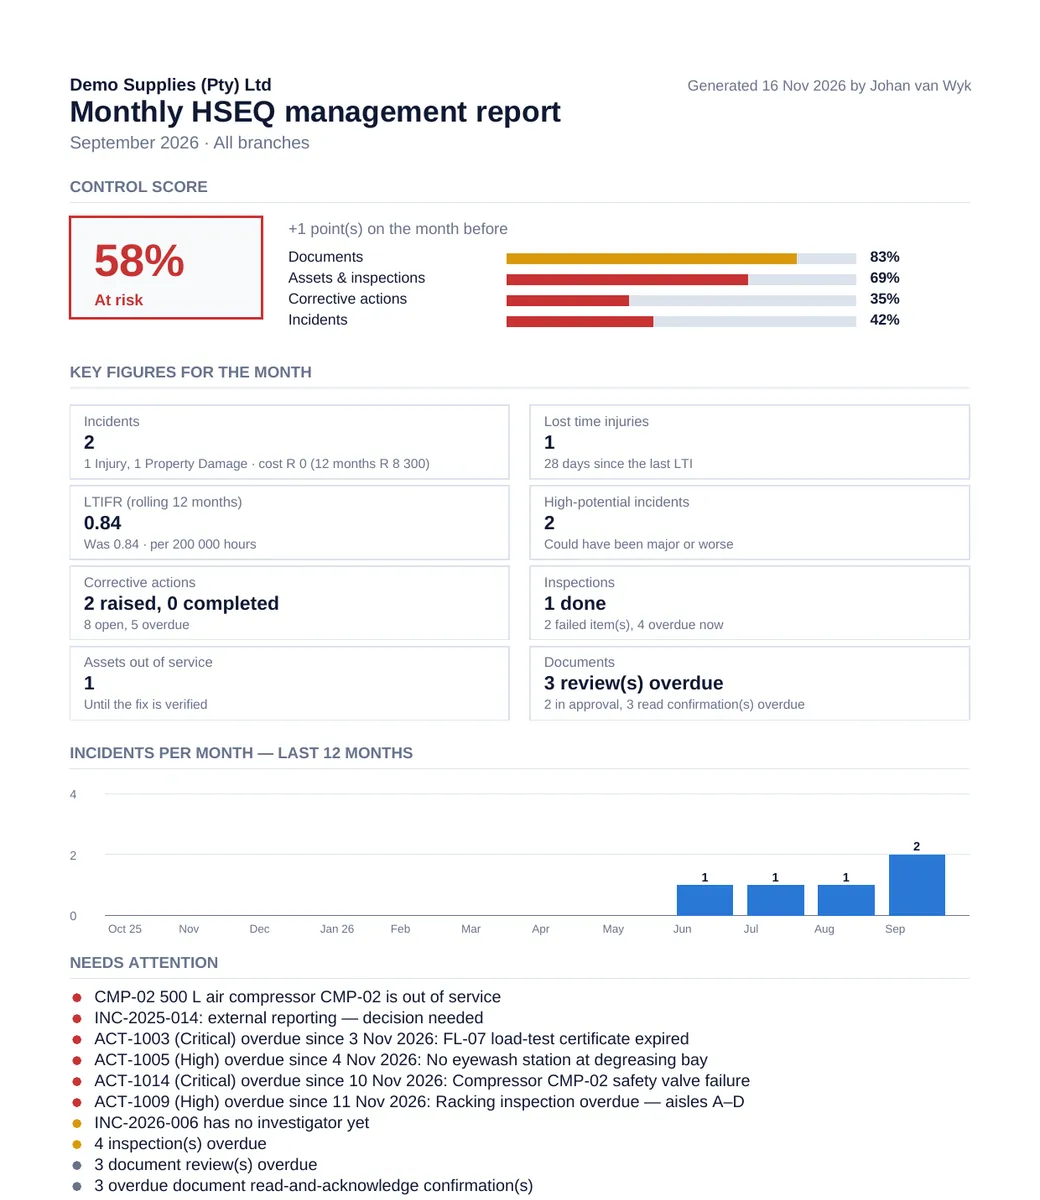 Demo Supplies (Pty) Ltd
Generated 16 Nov 2026 by Johan van Wyk
Monthly HSEQ management report
September 2026 · All branches
CONTROL SCORE
58%
At risk
+1 point(s) on the month before
Documents 83%
Assets & inspections 69%
Corrective actions 35%
Incidents 42%
KEY FIGURES FOR THE MONTH
Incidents
2
1 Injury, 1 Property Damage · cost R 0 (12 months R 8 300)
Lost time injuries
1
28 days since the last LTI
LTIFR (rolling 12 months)
0.84
Was 0.84 · per 200 000 hours
High-potential incidents
2
Could have been major or worse
Corrective actions
2 raised, 0 completed
8 open, 5 overdue
Inspections
1 done
2 failed item(s), 4 overdue now
Assets out of service
1
Until the fix is verified
Documents
3 review(s) overdue
2 in approval, 3 read confirmation(s) overdue
INCIDENTS PER MONTH — LAST 12 MONTHS
4
2
2
1 1 1
0
Oct 25 Nov Dec Jan 26 Feb Mar Apr May Jun Jul Aug Sep
NEEDS ATTENTION
CMP-02 500 L air compressor CMP-02 is out of service
INC-2025-014: external reporting — decision needed
ACT-1003 (Critical) overdue since 3 Nov 2026: FL-07 load-test certificate expired
ACT-1005 (High) overdue since 4 Nov 2026: No eyewash station at degreasing bay
ACT-1014 (Critical) overdue since 10 Nov 2026: Compressor CMP-02 safety valve failure
ACT-1009 (High) overdue since 11 Nov 2026: Racking inspection overdue — aisles A–D
INC-2026-006 has no investigator yet
4 inspection(s) overdue
3 document review(s) overdue
3 overdue document read-and-acknowledge confirmation(s)